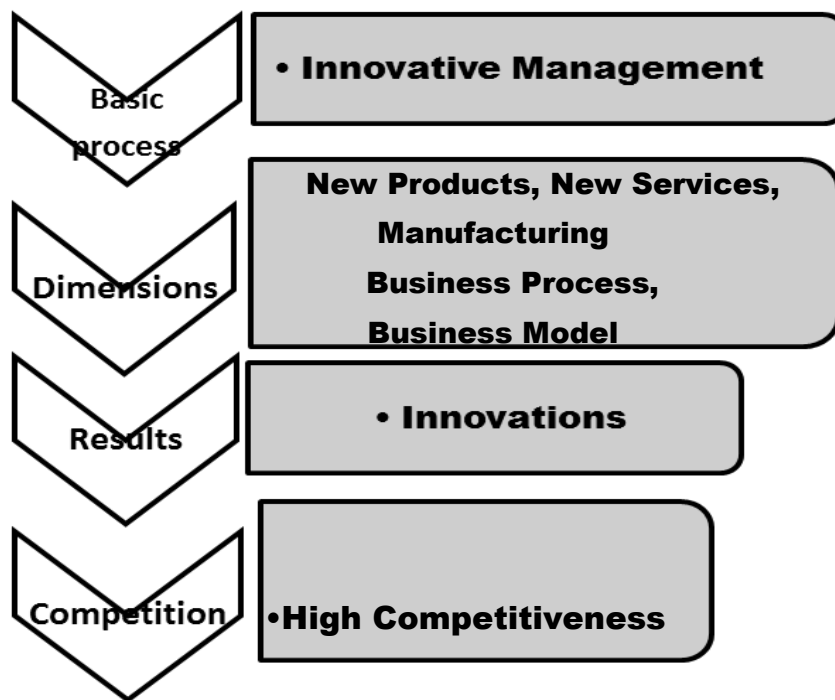 Basic
process
• Innovative Management
Dimensions
New Products, New Services,
Manufacturing
Business Process,
Business Model
Results
• Innovations
Competition
•High Competitiveness